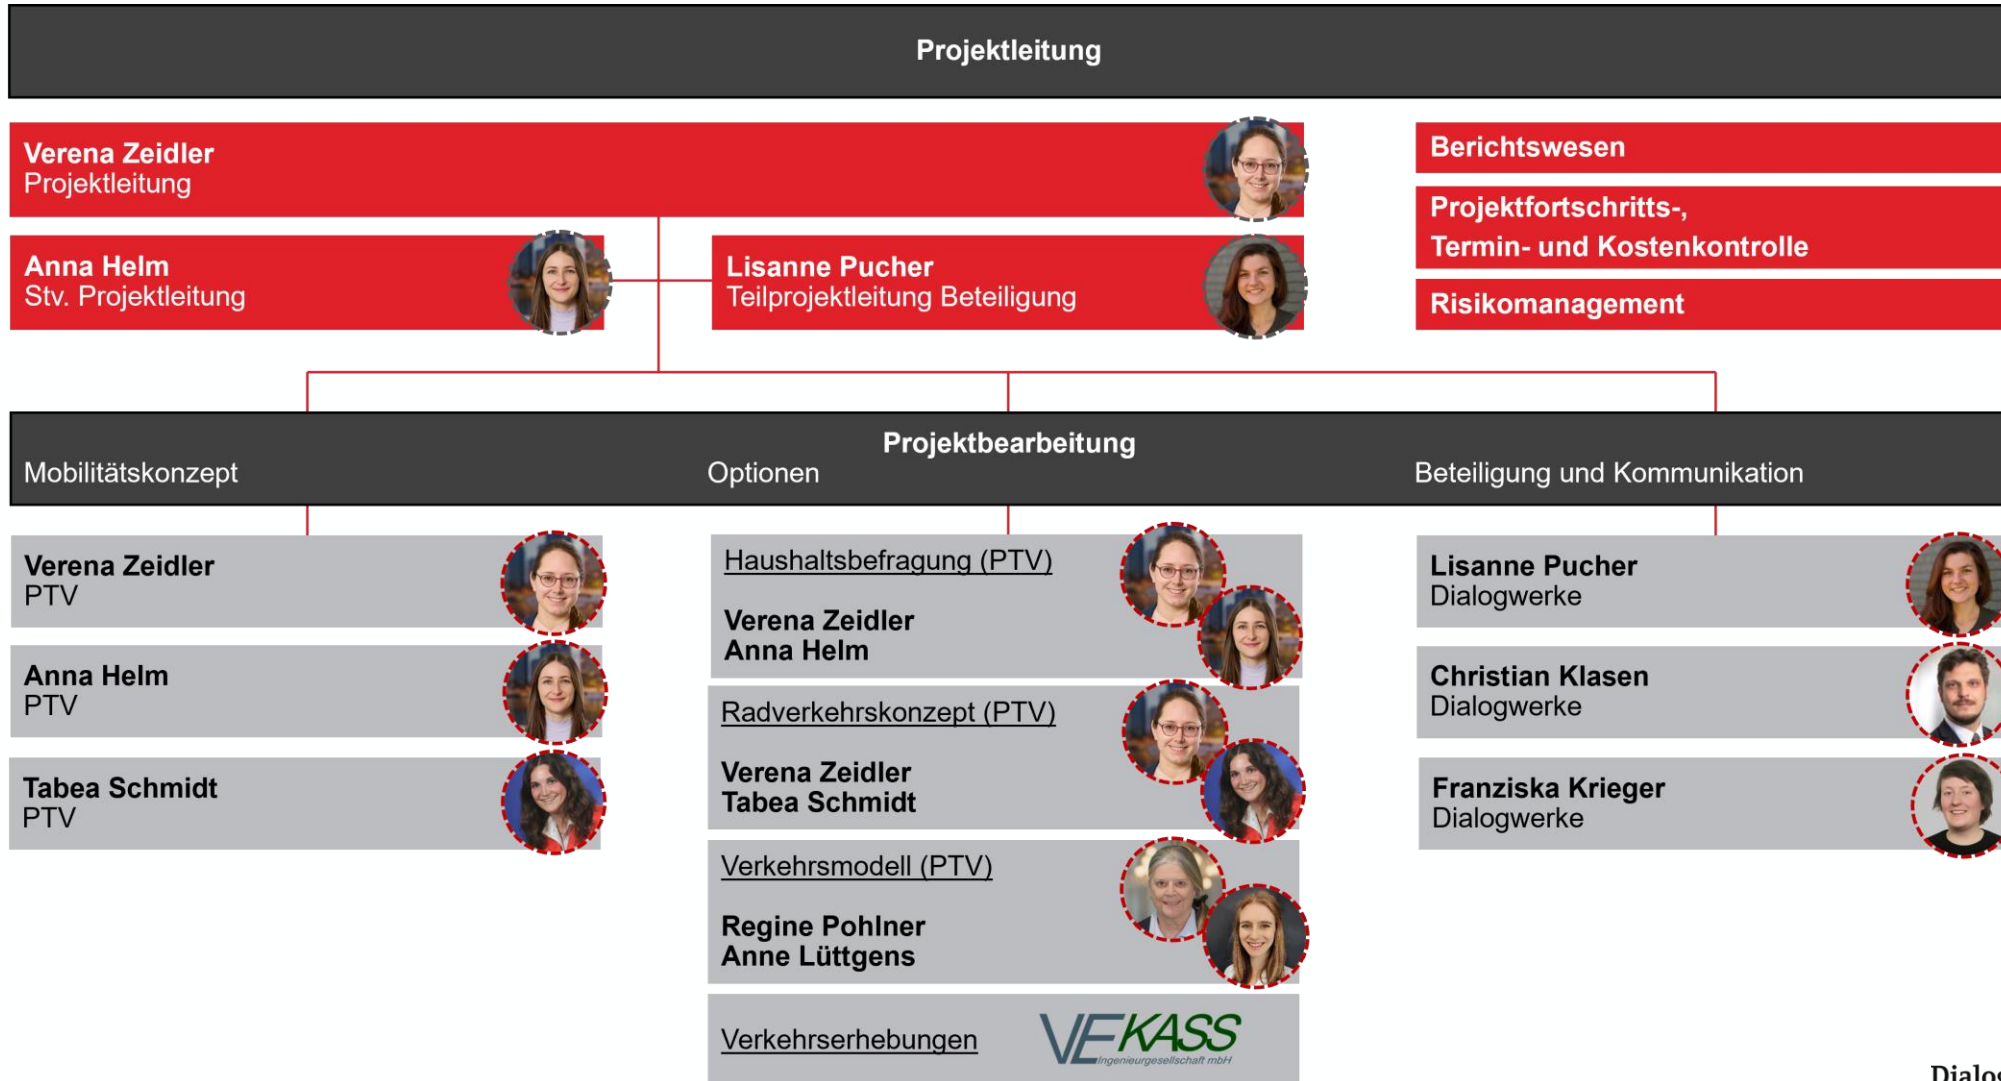 Projektleitung
Verena Zeidler
Projektleitung
Anna Helm
Stv. Projektleitung
Lisanne Pucher
Teilprojektleitung Beteiligung
Berichtswesen
Projektfortschritts-,
Termin- und Kostenkontrolle
Risikomanagement
Projektbearbeitung
Mobilitätskonzept
Optionen
Beteiligung und Kommunikation
Verena Zeidler
PTV
Anna Helm
PTV
Tabea Schmidt
PTV
Haushaltsbefragung (PTV)
Verena Zeidler
Anna Helm
Radverkehrskonzept (PTV)
Verena Zeidler
Tabea Schmidt
Verkehrsmodell (PTV)
Regine Pohlner
Anne Lüttgens
Verkehrserhebungen
VEKASS
Ingenieurgesellschaft mbH
Lisanne Pucher
Dialogwerke
Christian Klasen
Dialogwerke
Franziska Krieger
Dialogwerke
Dialog